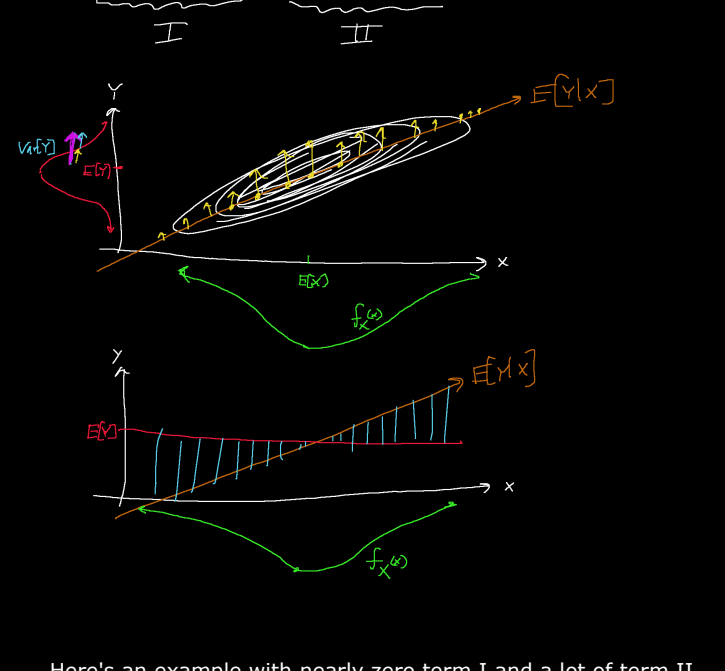 I II
Y
E[Y|X]
Var[Y]
E[Y]
X
E[X]
f_X(x)
Y
E[Y|X]
E[Y]
X
f_X(x)
Here's an example with nearly zero term I and a lot of term II